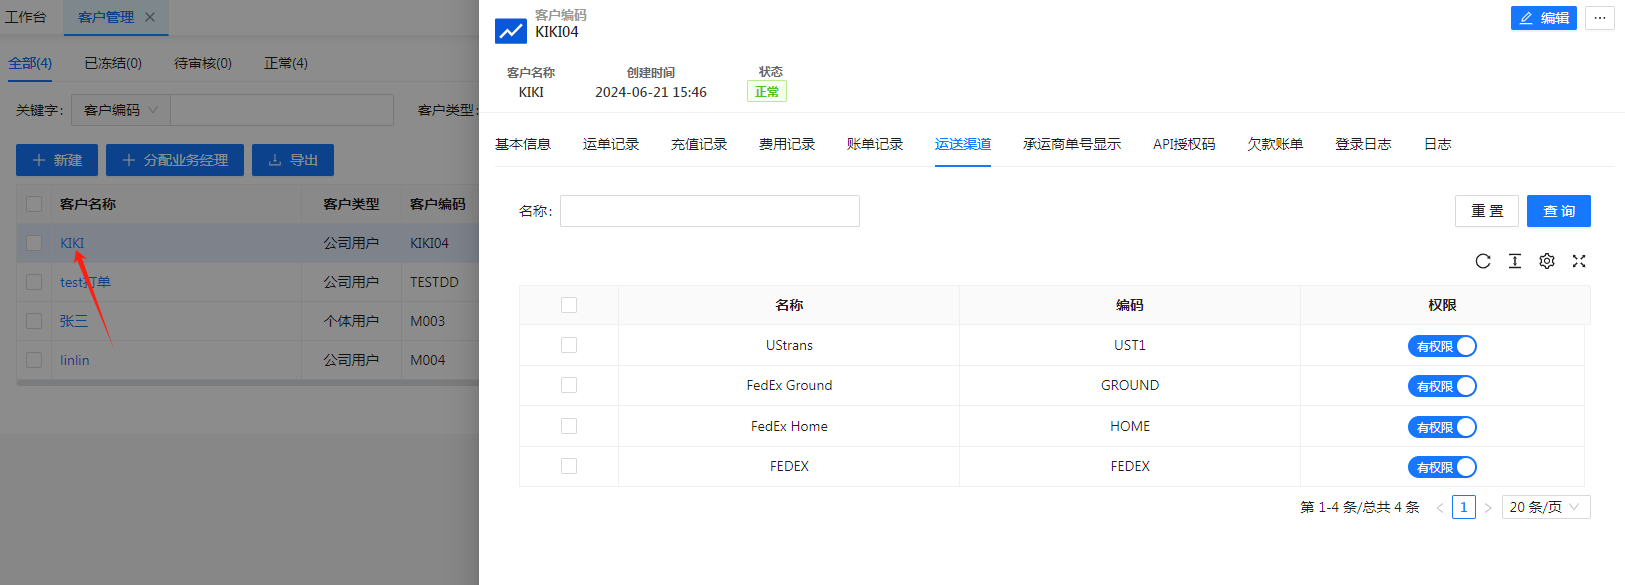 工作台
客户管理
全部(4)
已冻结(0)
待审核(0)
正常(4)
关键字:
客户编码
客户类型:
新建
分配业务经理
导出
客户名称 客户类型 客户编码
KIKI 公司用户 KIKI04
test打单 公司用户 TESTDD
张三 个体用户 M003
linlin 公司用户 M004
客户编码
KIKI04
编辑
客户名称 创建时间 状态
KIKI 2024-06-21 15:46 正常
基本信息 运单记录 充值记录 费用记录 账单记录 运送渠道 承运商单号显示 API授权码 欠款账单 登录日志 日志
名称:
重 置
查 询
名称 编码 权限
UStrans UST1 有权限
FedEx Ground GROUND 有权限
FedEx Home HOME 有权限
FEDEX FEDEX 有权限
第 1-4 条/总共 4 条 < 1 > 20 条/页